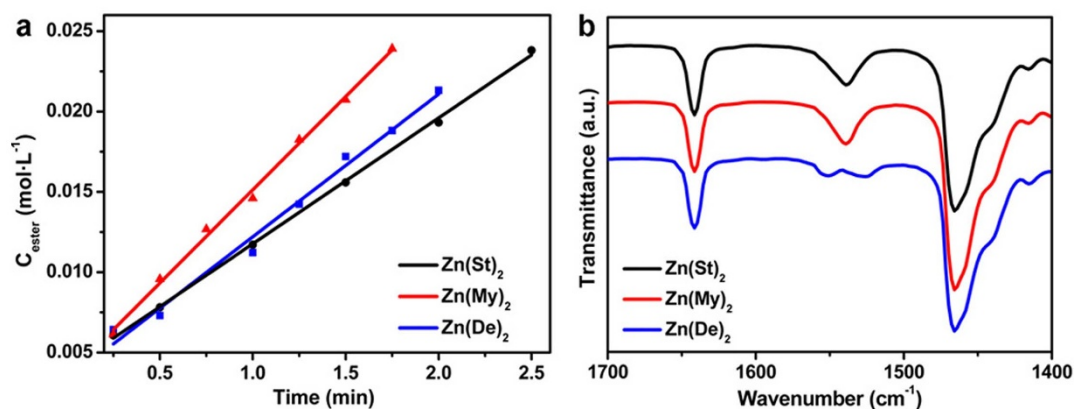 a
C_ester (mol·L⁻¹)
0.025
0.020
0.015
0.010
0.005
0.5
1.0
1.5
2.0
2.5
Time (min)
Zn(St)₂
Zn(My)₂
Zn(De)₂
b
Transmittance (a.u.)
Zn(St)₂
Zn(My)₂
Zn(De)₂
1700
1600
1500
1400
Wavenumber (cm⁻¹)